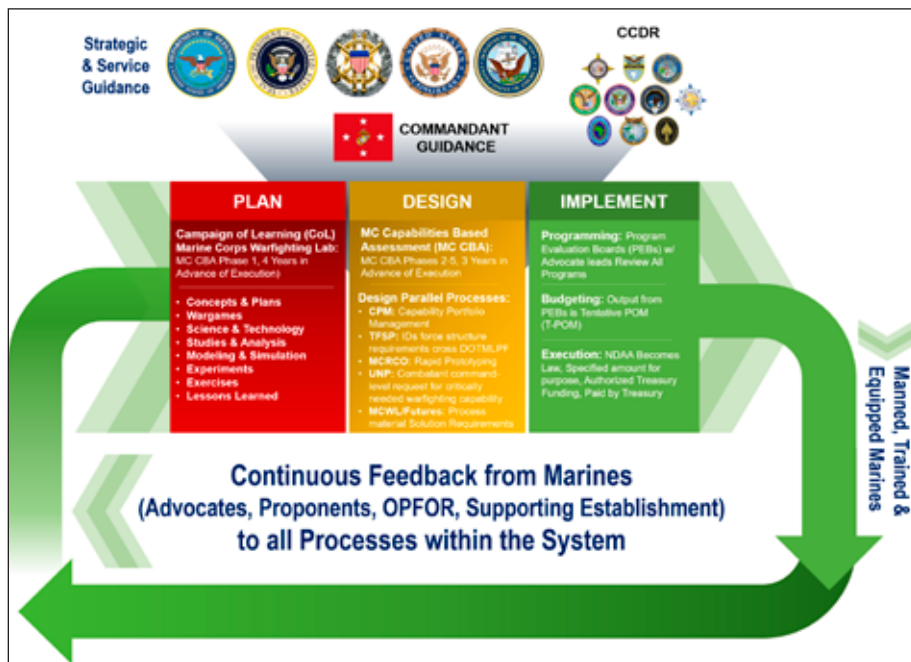 Strategic
& Service
Guidance
CCDR
COMMANDANT
GUIDANCE
PLAN
Campaign of Learning (CoL)
Marine Corps Warfighting Lab:
MC CBA Phase 1, 4 Years in
Advance of Execution)
• Concepts & Plans
• Wargames
• Science & Technology
• Studies & Analysis
• Modeling & Simulation
• Experiments
• Exercises
• Lessons Learned
DESIGN
MC Capabilities Based
Assessment (MC CBA):
MC CBA Phases 2-5, 3 Years in
Advance of Execution
Design Parallel Processes:
• CPM: Capability Portfolio
Management
• TFSP: IDs force structure
requirements cross DOTMLPF
• MCRCO: Rapid Prototyping
• UNP: Combatant command-
level request for critically
needed warfighting capability
• MCWL/Futures: Process
material Solution Requirements
IMPLEMENT
Programming: Program
Evaluation Boards (PEBs) w/
Advocate leads Review All
Programs
Budgeting: Output from
PEBs is Tentative POM
(T-POM)
Execution: NDAA Becomes
Law, Specified amount for
purpose, Authorized Treasury
Funding, Paid by Treasury
Manned, Trained &
Equipped Marines
Continuous Feedback from Marines
(Advocates, Proponents, OPFOR, Supporting Establishment)
to all Processes within the System